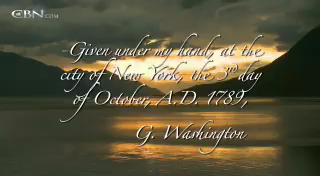 CBN.COM
Given under my hand, at the
city of New York, the 3rd day
of October, A.D. 1789,
G. Washington